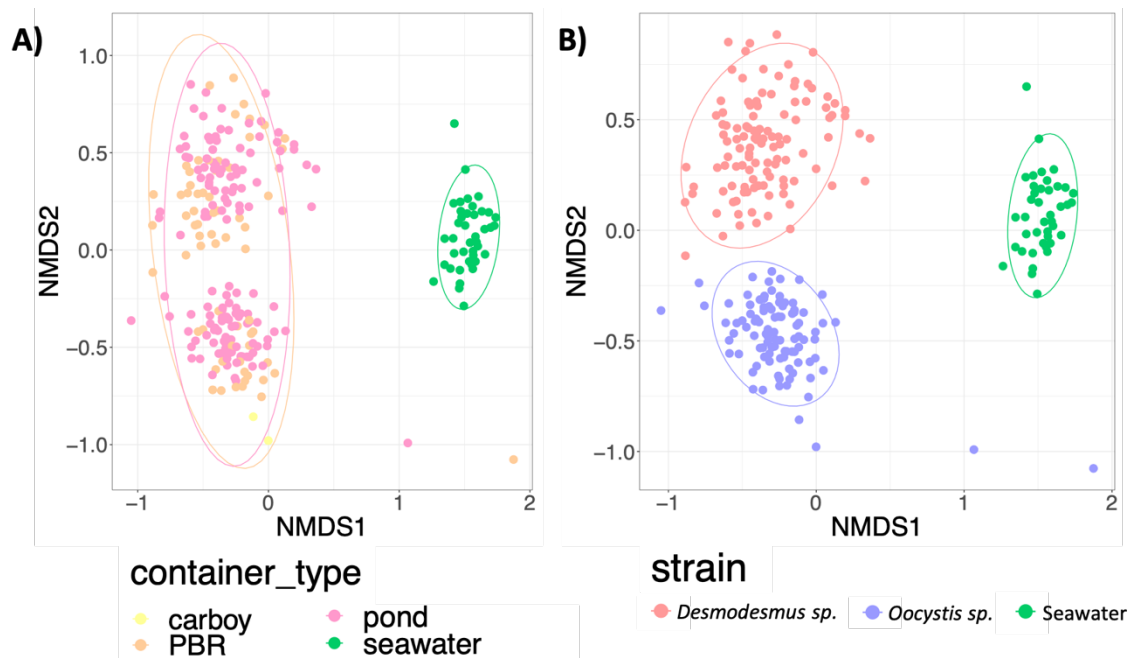 A)
B)
1.0
0.5
0.0
−0.5
−1.0
NMDS2
−1
0
1
2
NMDS1
0.5
0.0
−0.5
−1.0
NMDS2
−1
0
1
2
NMDS1
container_type
carboy
pond
PBR
seawater
strain
Desmodesmus sp.
Oocystis sp.
Seawater